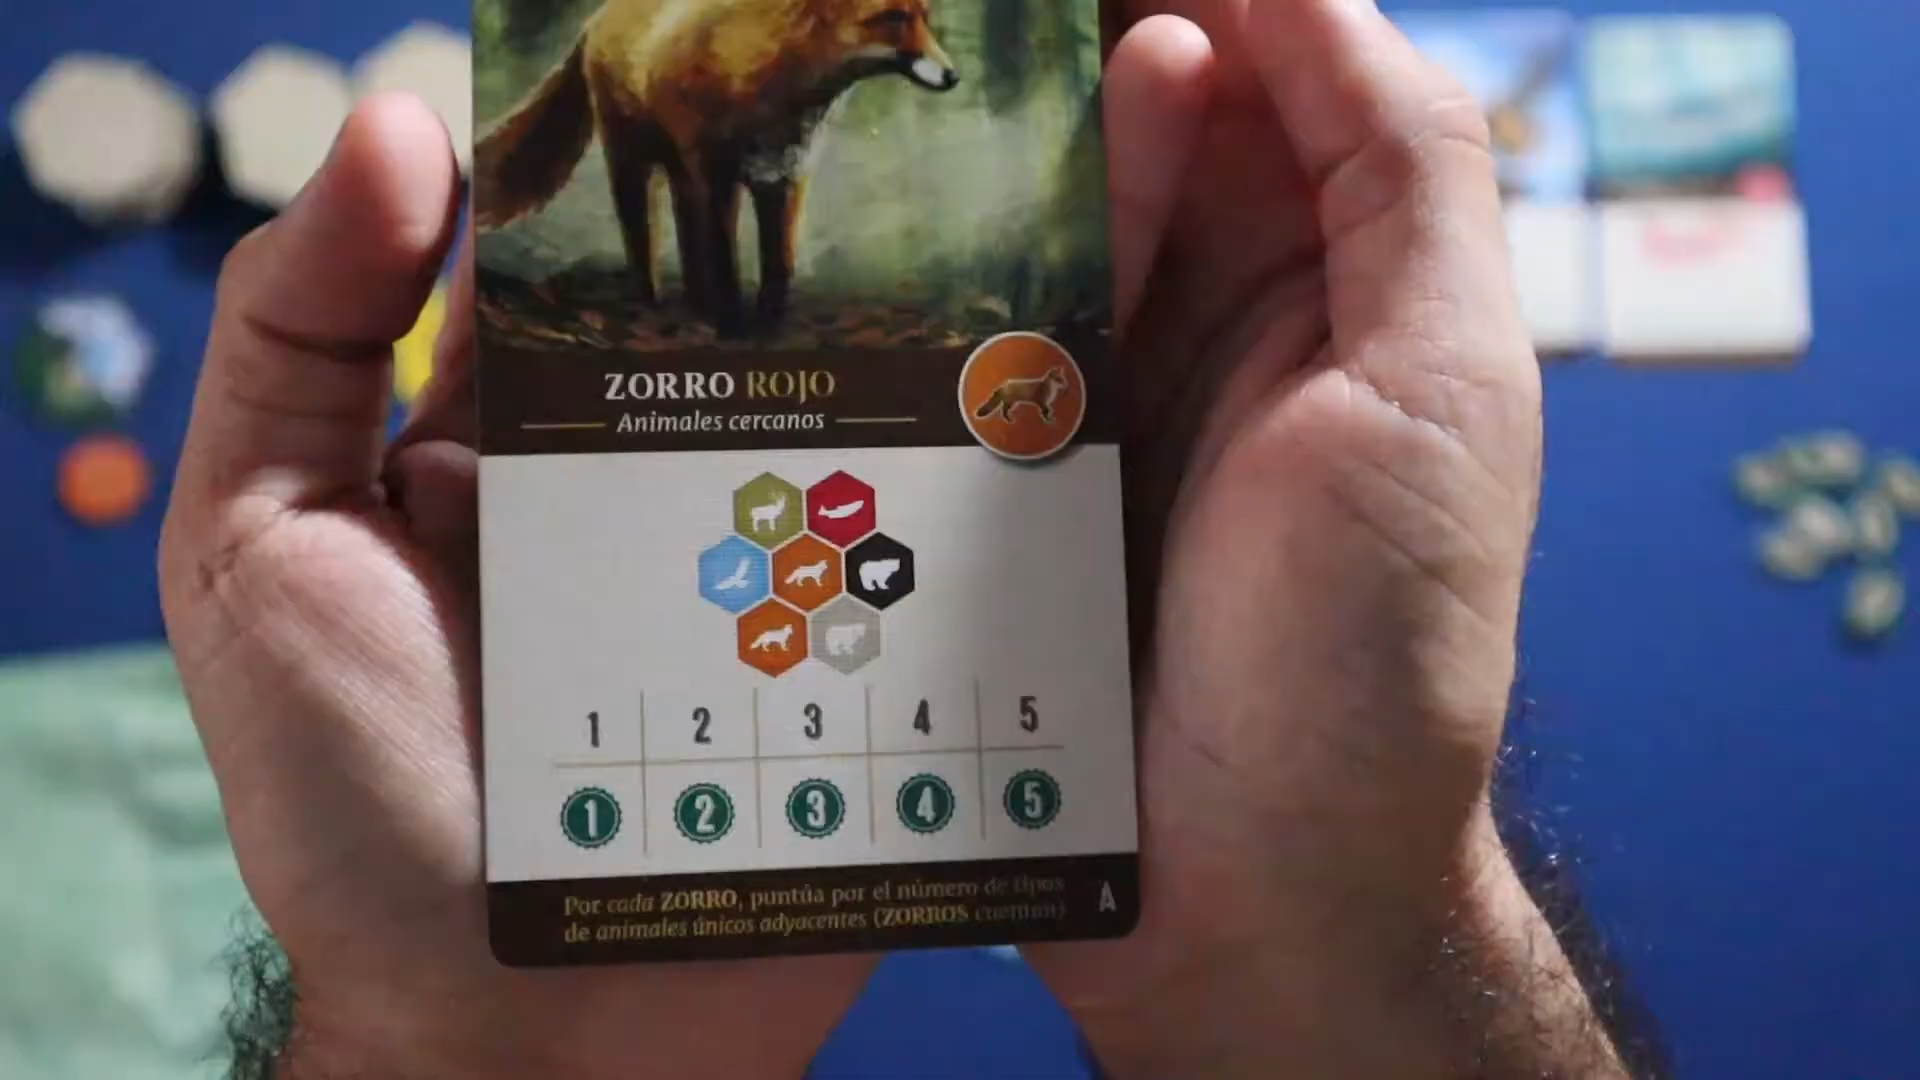 ZORRO ROJO
Animales cercanos
1 2 3 4 5
1 2 3 4 5
Por cada ZORRO, puntúa por el número de tipos
de animales únicos adyacentes (ZORROS cuentan)
A